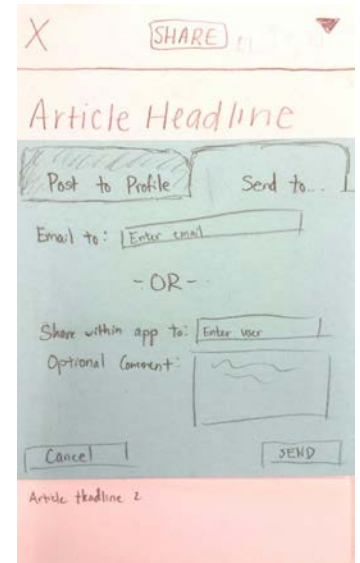 X SHARE
Article Headline
Post to Profile Send to...
Email to: Enter email
- OR -
Share within app to: Enter user
Optional Comment:
Cancel SEND
Article Headline 2